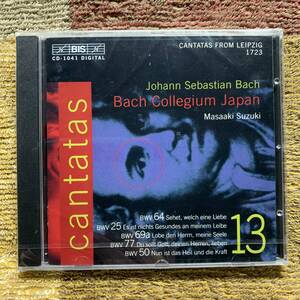 BIS
CD-1041 DIGITAL
CANTATAS FROM LEIPZIG
1723
Johann Sebastian Bach
Bach Collegium Japan
Masaaki Suzuki
cantatas
BWV 64 Sehet, welch eine Liebe
BWV 25 Es ist nichts Gesundes an meinem Leibe
BWV 69a Lobe den Herrn, meine Seele
BWV 77 Du sollt Gott, deinen Herren, lieben
BWV 50 Nun ist das Heil und die Kraft
13